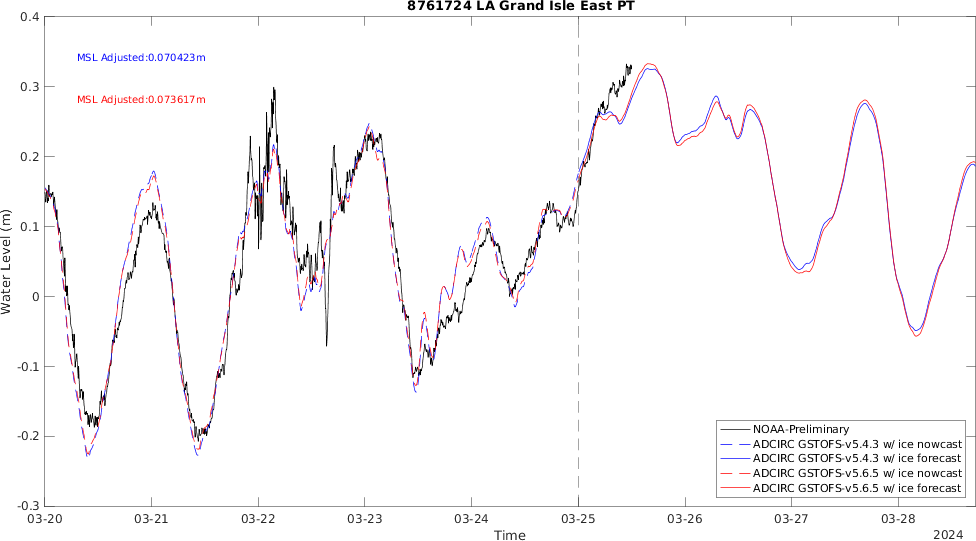 8761724 LA Grand Isle East PT
MSL Adjusted:0.070423m
MSL Adjusted:0.073617m
Water Level (m)
0.4
0.3
0.2
0.1
0
-0.1
-0.2
-0.3
NOAA-Preliminary
ADCIRC GSTOFS-v5.4.3 w/ ice nowcast
ADCIRC GSTOFS-v5.4.3 w/ ice forecast
ADCIRC GSTOFS-v5.6.5 w/ ice nowcast
ADCIRC GSTOFS-v5.6.5 w/ ice forecast
03-20 03-21 03-22 03-23 03-24 03-25 03-26 03-27 03-28
Time
2024